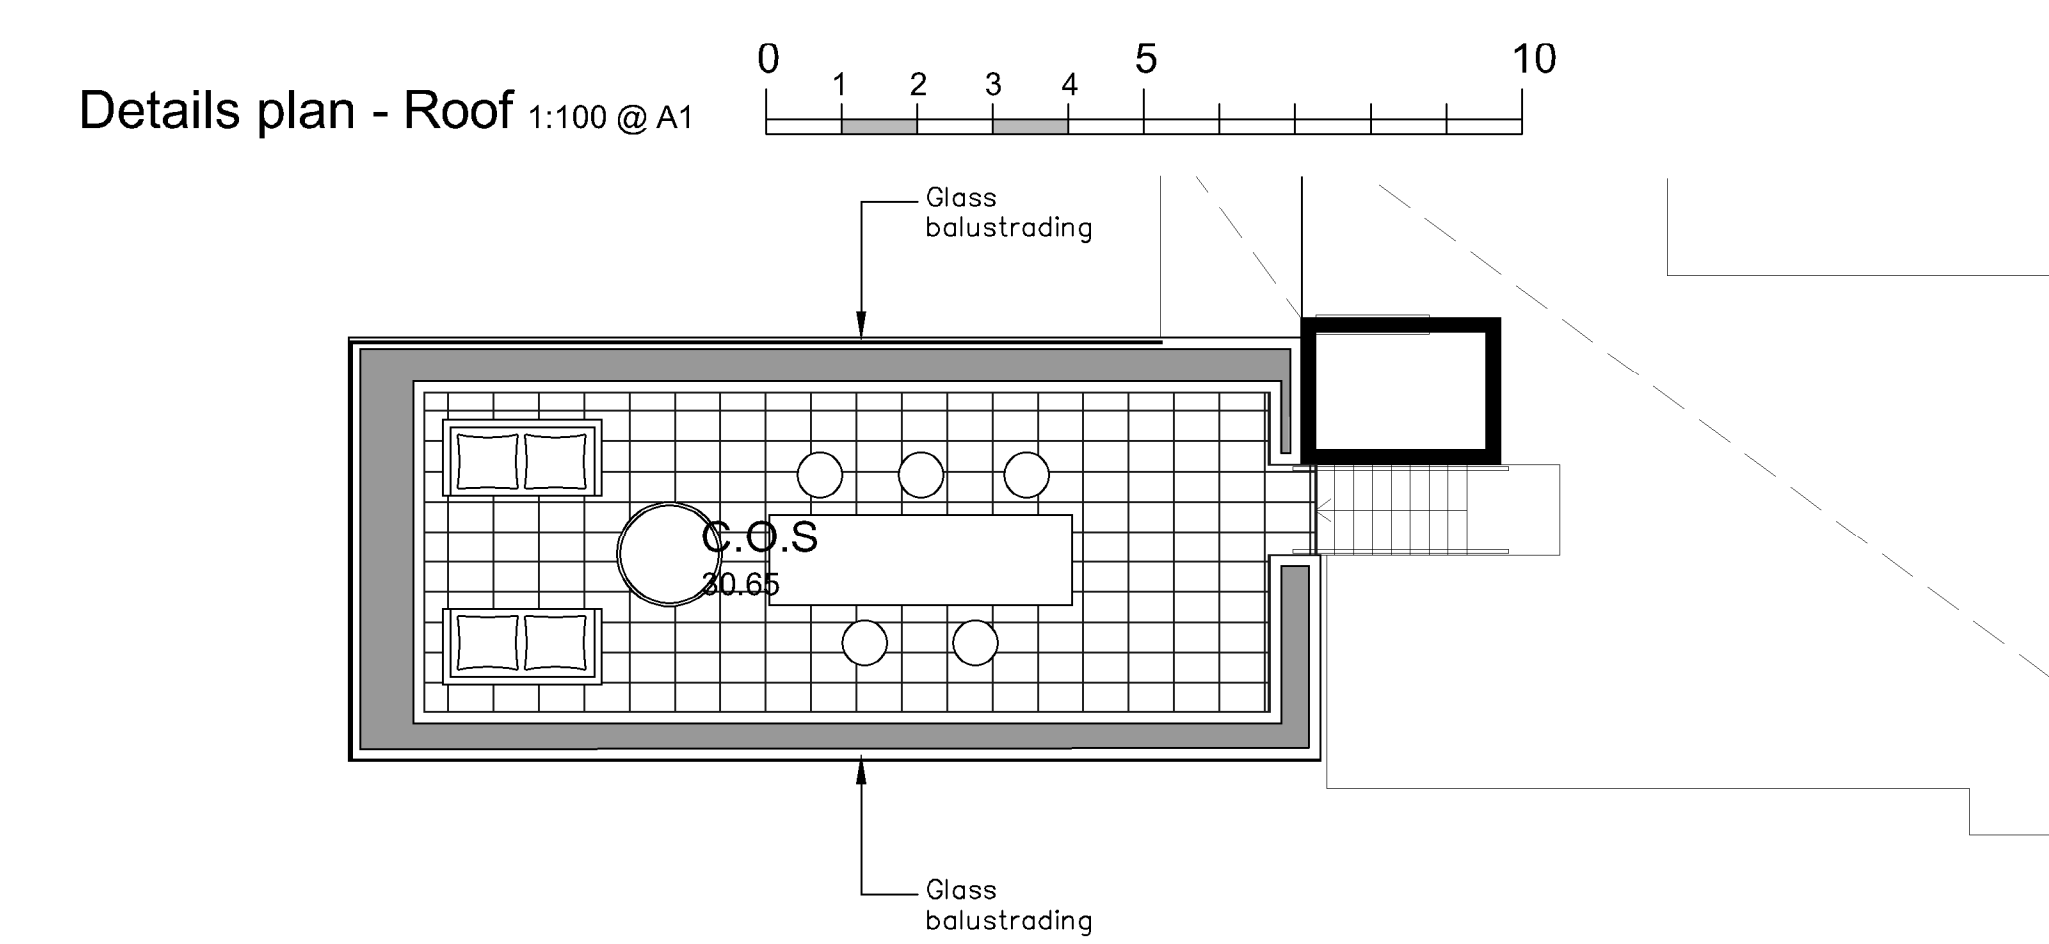 Details plan - Roof 1:100 @ A1
0 1 2 3 4 5 10
Glass
balustrading
C.O.S
30.65
Glass
balustrading